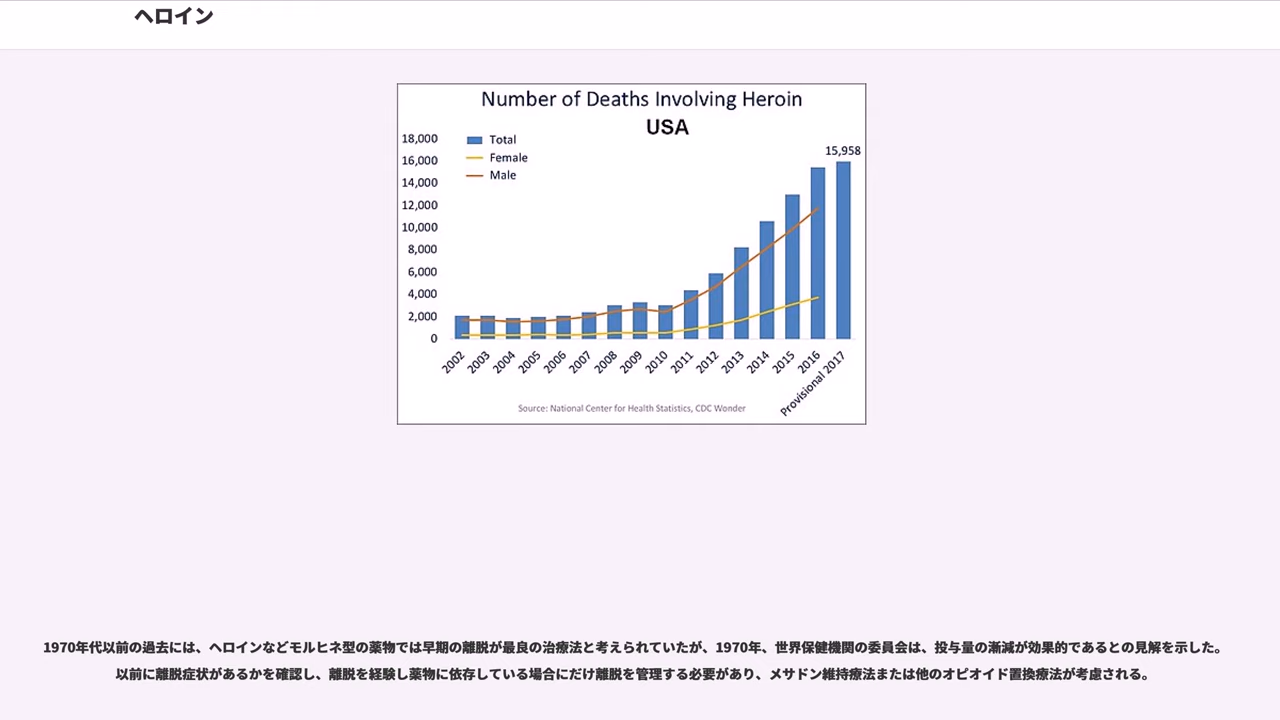 ヘロイン
Number of Deaths Involving Heroin
USA
Total
Female
Male
18,000
16,000
14,000
12,000
10,000
8,000
6,000
4,000
2,000
0
15,958
2002
2003
2004
2005
2006
2007
2008
2009
2010
2011
2012
2013
2014
2015
2016
Provisional 2017
Source: National Center for Health Statistics, CDC Wonder
1970年代以前の過去には、ヘロインなどモルヒネ型の薬物では早期の離脱が最良の治療法と考えられていたが、1970年、世界保健機関の委員会は、投与量の漸減が効果的であるとの見解を示した。
以前に離脱症状があるかを確認し、離脱を経験し薬物に依存している場合にだけ離脱を管理する必要があり、メサドン維持療法または他のオピオイド置換療法が考慮される。